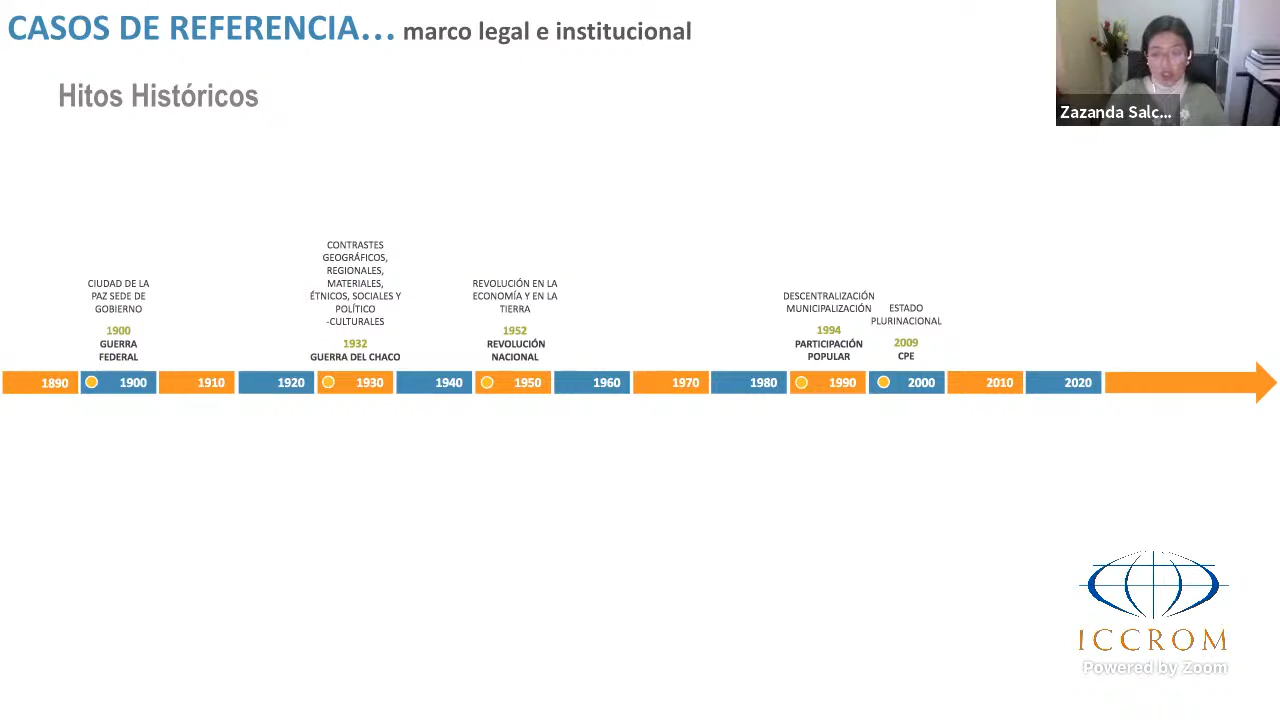 CASOS DE REFERENCIA... marco legal e institucional
Hitos Históricos
Zazanda Salc...
CIUDAD DE LA
PAZ SEDE DE
GOBIERNO
1900
GUERRA
FEDERAL
CONTRASTES
GEOGRÁFICOS,
REGIONALES,
MATERIALES,
ÉTNICOS, SOCIALES Y
POLÍTICO
-CULTURALES
1932
GUERRA DEL CHACO
REVOLUCIÓN EN LA
ECONOMÍA Y EN LA
TIERRA
1952
REVOLUCIÓN
NACIONAL
DESCENTRALIZACIÓN
MUNICIPALIZACIÓN
1994
PARTICIPACIÓN
POPULAR
ESTADO
PLURINACIONAL
2009
CPE
1890 1900 1910 1920 1930 1940 1950 1960 1970 1980 1990 2000 2010 2020
ICCROM
Powered by Zoom